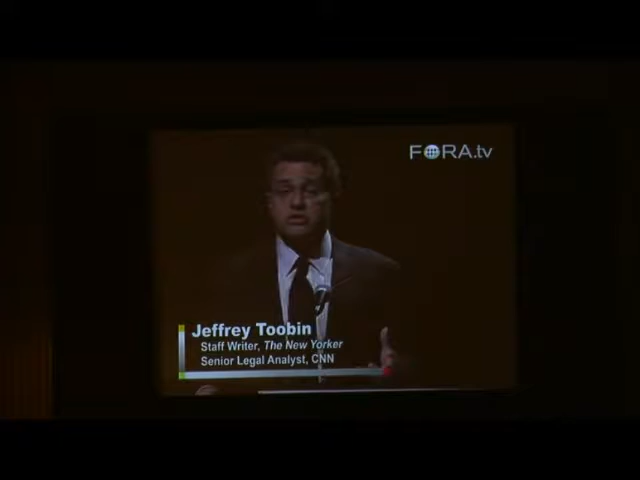 FORA.tv
Jeffrey Toobin
Staff Writer, The New Yorker
Senior Legal Analyst, CNN